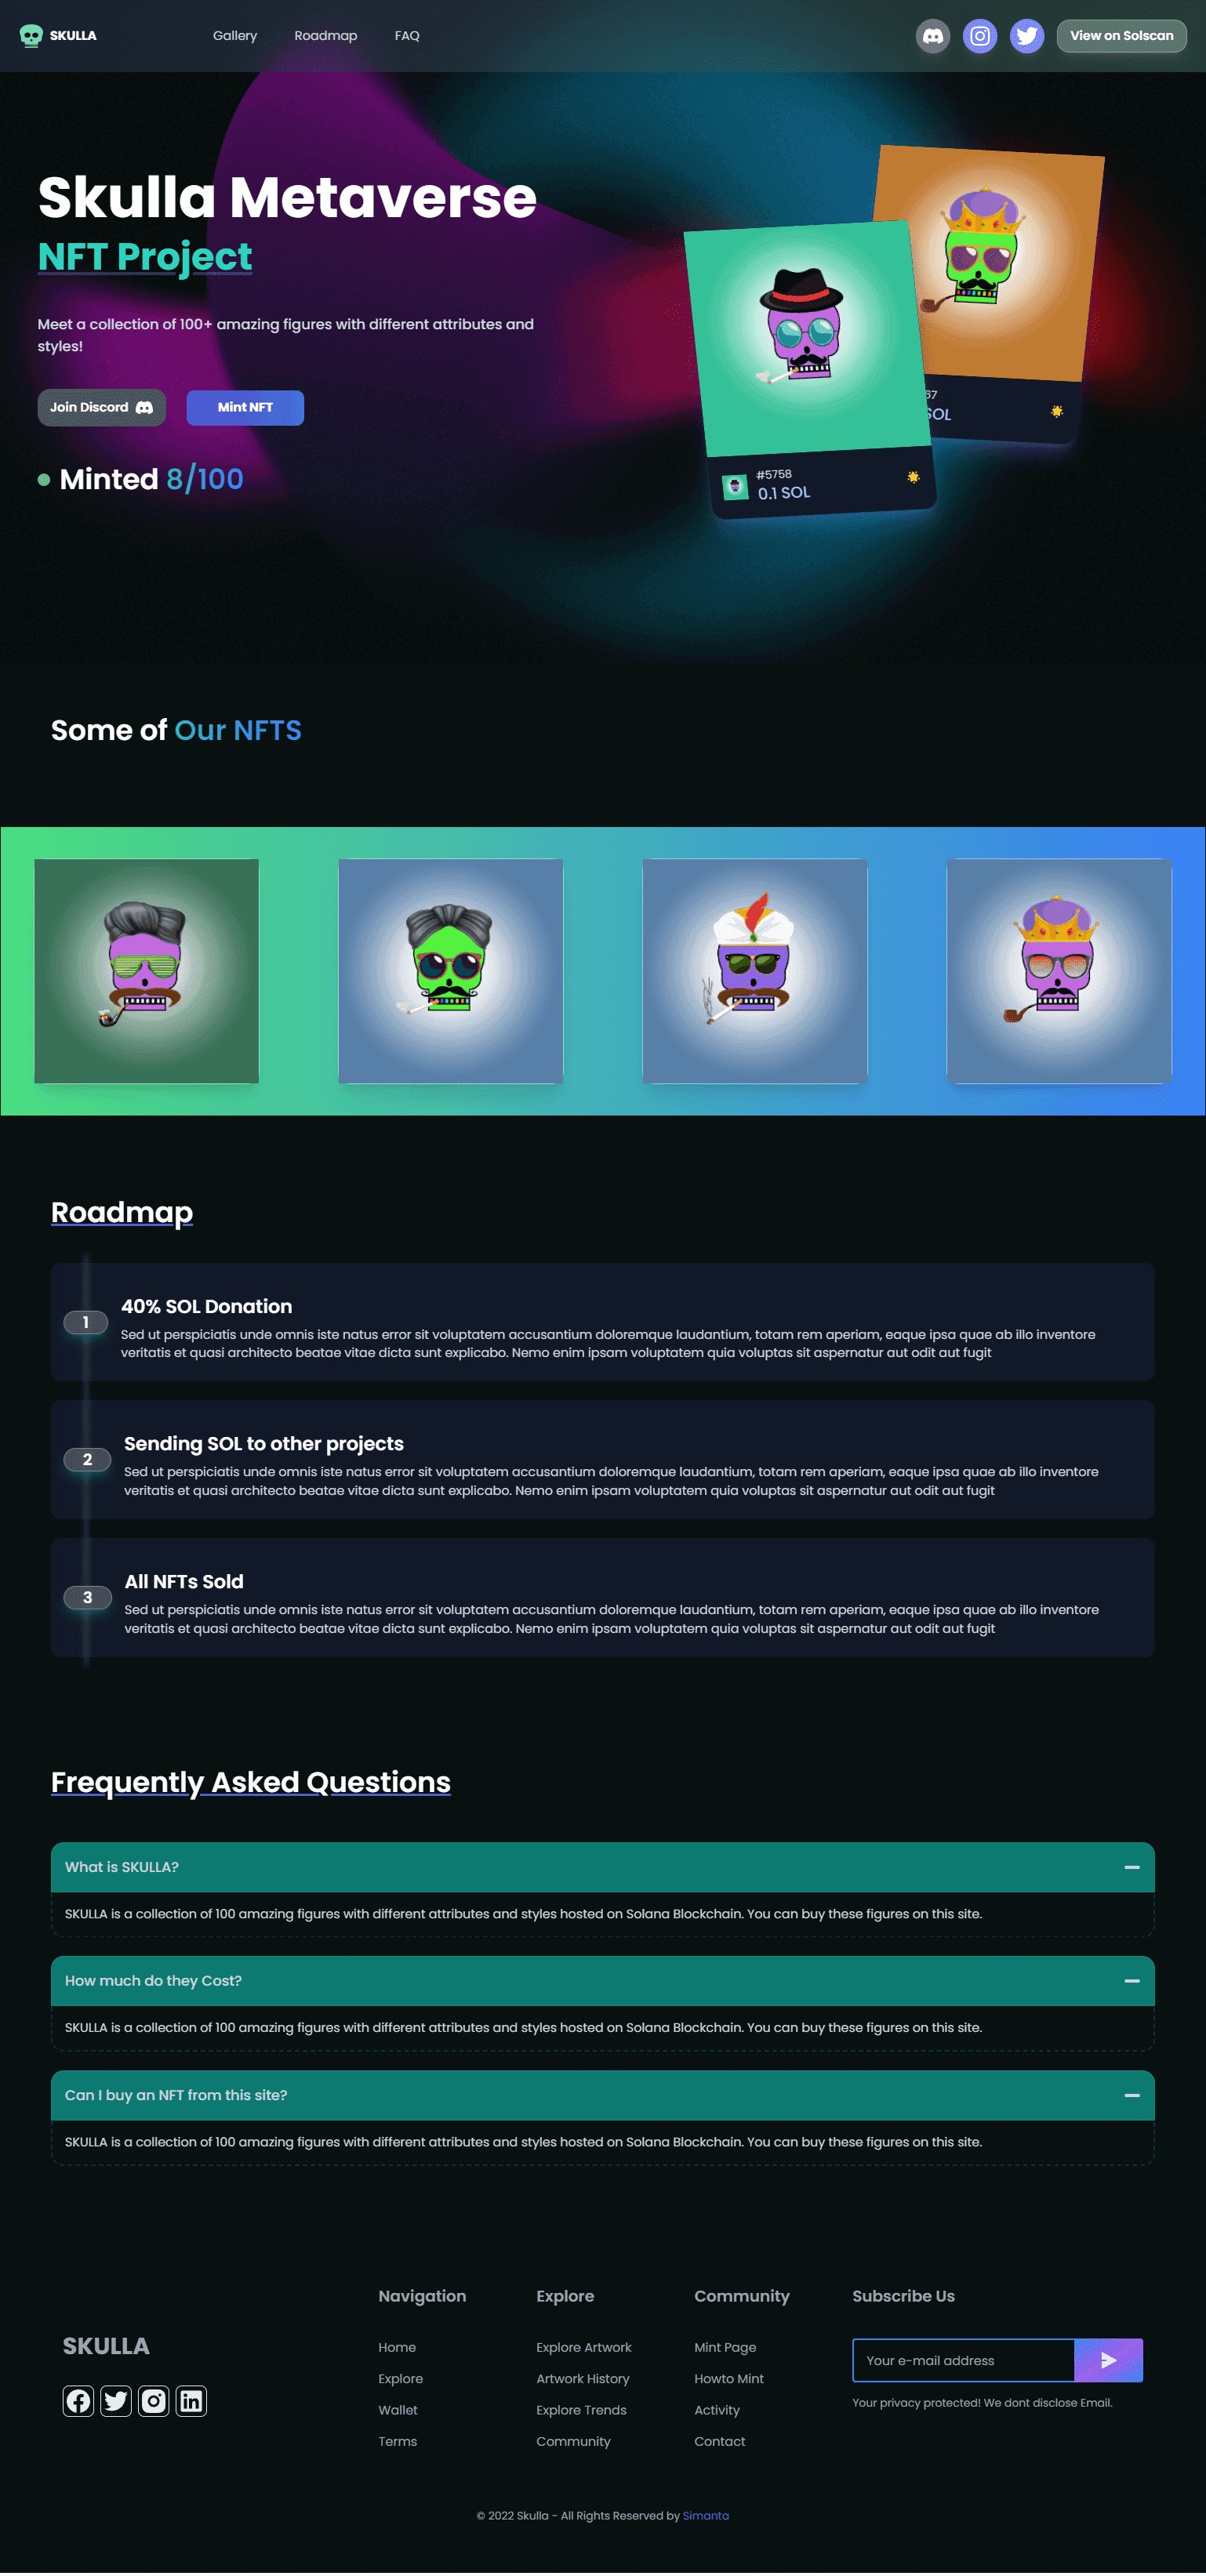 SKULLA
Gallery
Roadmap
FAQ
View on Solscan
Skulla Metaverse
NFT Project
Meet a collection of 100+ amazing figures with different attributes and
styles!
Join Discord
Mint NFT
Minted 8/100
67
SOL
#5758
0.1 SOL
Some of Our NFTS
Roadmap
1
40% SOL Donation
Sed ut perspiciatis unde omnis iste natus error sit voluptatem accusantium doloremque laudantium, totam rem aperiam, eaque ipsa quae ab illo inventore
veritatis et quasi architecto beatae vitae dicta sunt explicabo. Nemo enim ipsam voluptatem quia voluptas sit aspernatur aut odit aut fugit
2
Sending SOL to other projects
Sed ut perspiciatis unde omnis iste natus error sit voluptatem accusantium doloremque laudantium, totam rem aperiam, eaque ipsa quae ab illo inventore
veritatis et quasi architecto beatae vitae dicta sunt explicabo. Nemo enim ipsam voluptatem quia voluptas sit aspernatur aut odit aut fugit
3
All NFTs Sold
Sed ut perspiciatis unde omnis iste natus error sit voluptatem accusantium doloremque laudantium, totam rem aperiam, eaque ipsa quae ab illo inventore
veritatis et quasi architecto beatae vitae dicta sunt explicabo. Nemo enim ipsam voluptatem quia voluptas sit aspernatur aut odit aut fugit
Frequently Asked Questions
What is SKULLA?
SKULLA is a collection of 100 amazing figures with different attributes and styles hosted on Solana Blockchain. You can buy these figures on this site.
How much do they Cost?
SKULLA is a collection of 100 amazing figures with different attributes and styles hosted on Solana Blockchain. You can buy these figures on this site.
Can I buy an NFT from this site?
SKULLA is a collection of 100 amazing figures with different attributes and styles hosted on Solana Blockchain. You can buy these figures on this site.
SKULLA
Navigation
Home
Explore
Wallet
Terms
Explore
Explore Artwork
Artwork History
Explore Trends
Community
Community
Mint Page
Howto Mint
Activity
Contact
Subscribe Us
Your e-mail address
Your privacy protected! We dont disclose Email.
© 2022 Skulla - All Rights Reserved by Simanta